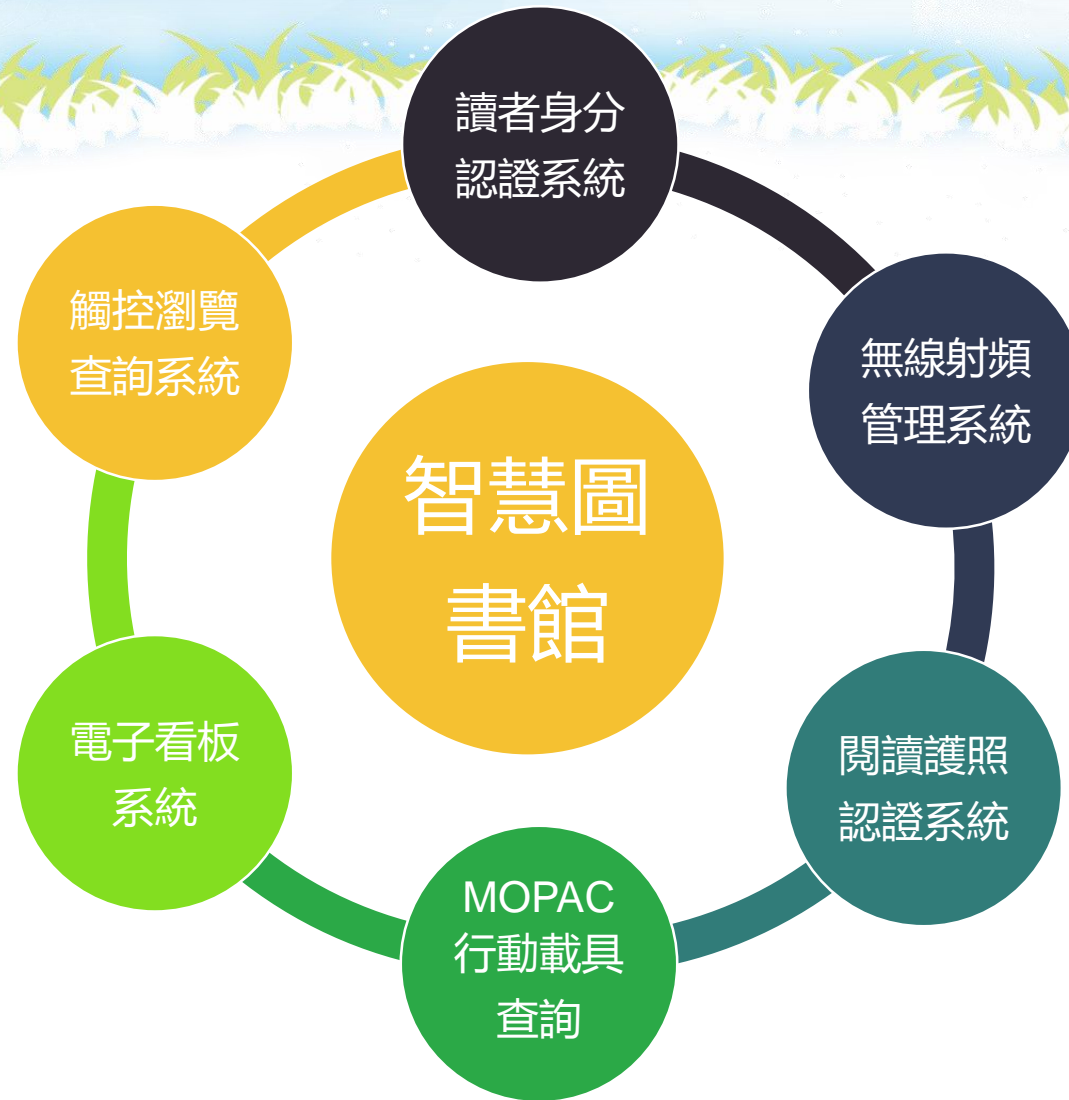 讀者身分
認證系統
無線射頻
管理系統
閱讀護照
認證系統
MOPAC
行動載具
查詢
電子看板
系統
觸控瀏覽
查詢系統
智慧圖
書館